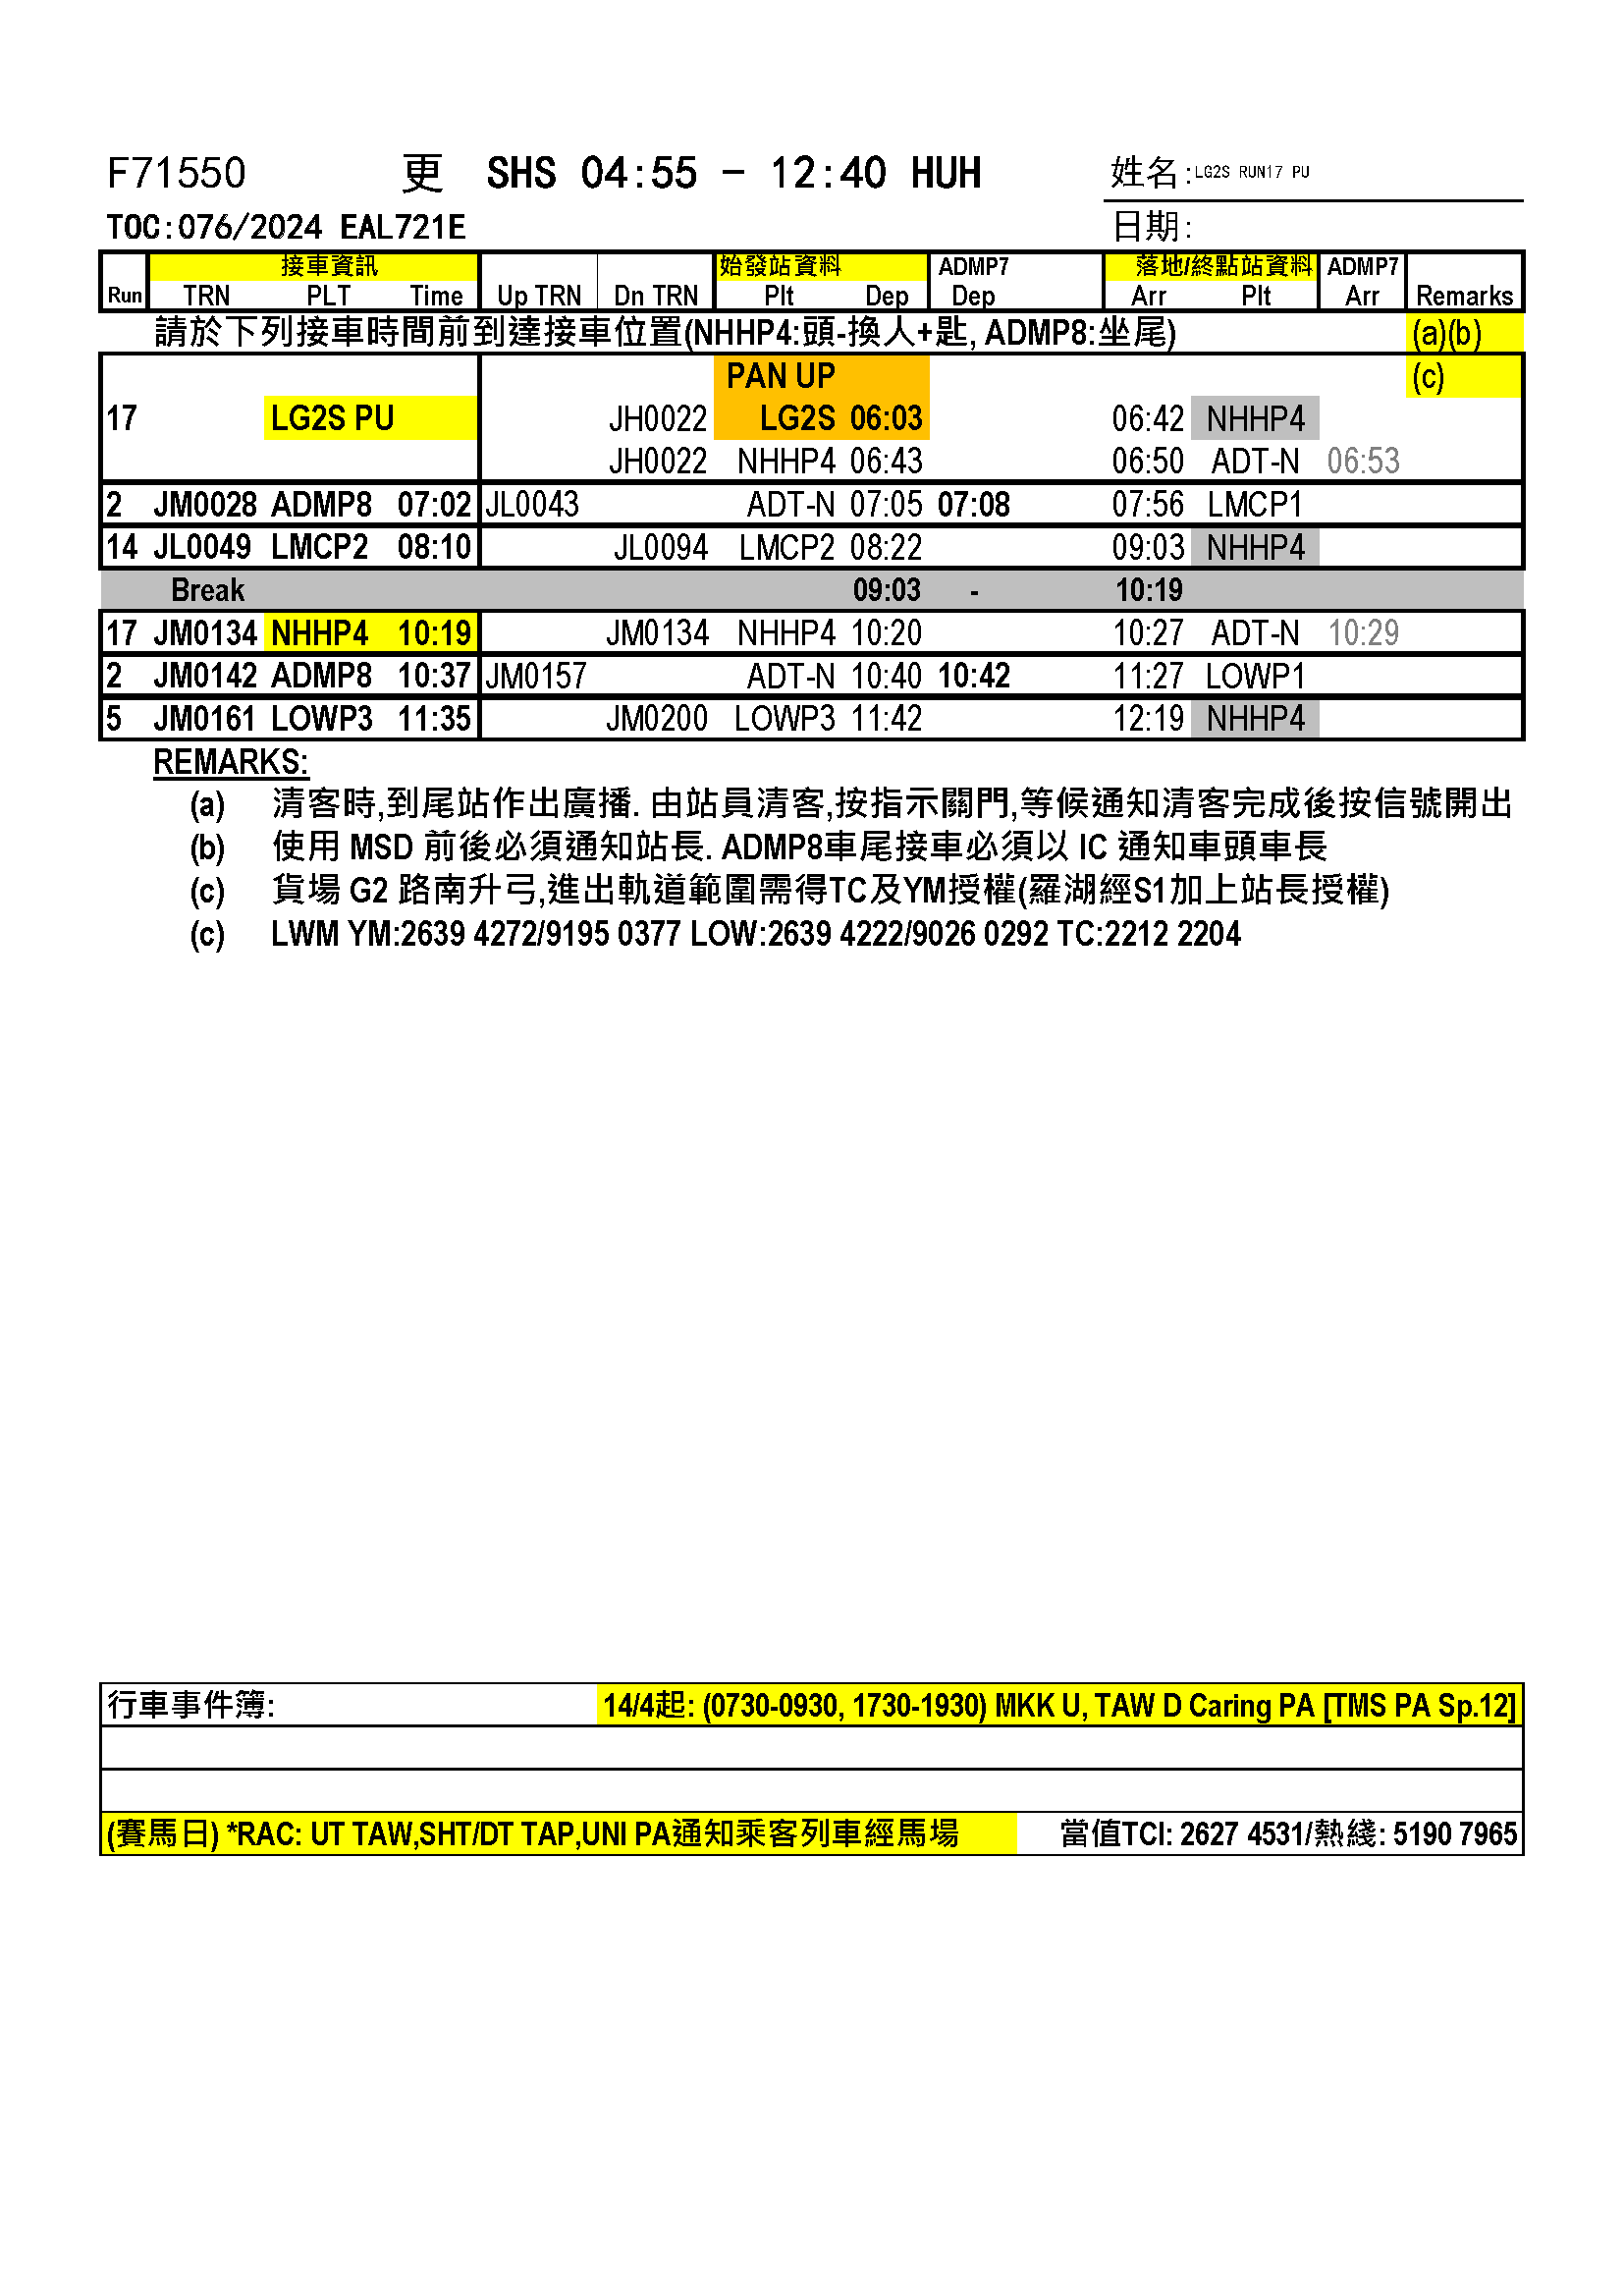 F71550 更 SHS 04:55 - 12:40 HUH 姓名:LG2S RUN17 PU
TOC:076/2024 EAL721E 日期:
接車資訊 始發站資料 ADMP7 落地/終點站資料 ADMP7
Run TRN PLT Time Up TRN Dn TRN Plt Dep Dep Arr Plt Arr Remarks
請於下列接車時間前到達接車位置(NHHP4:頭-換人+匙, ADMP8:坐尾) (a)(b)
PAN UP (c)
17 LG2S PU JH0022 LG2S 06:03 06:42 NHHP4
JH0022 NHHP4 06:43 06:50 ADT-N 06:53
2 JM0028 ADMP8 07:02 JL0043 ADT-N 07:05 07:08 07:56 LMCP1
14 JL0049 LMCP2 08:10 JL0094 LMCP2 08:22 09:03 NHHP4
Break 09:03 - 10:19
17 JM0134 NHHP4 10:19 JM0134 NHHP4 10:20 10:27 ADT-N 10:29
2 JM0142 ADMP8 10:37 JM0157 ADT-N 10:40 10:42 11:27 LOWP1
5 JM0161 LOWP3 11:35 JM0200 LOWP3 11:42 12:19 NHHP4
REMARKS:
(a) 清客時,到尾站作出廣播. 由站員清客,按指示關門,等候通知清客完成後按信號開出
(b) 使用 MSD 前後必須通知站長. ADMP8車尾接車必須以 IC 通知車頭車長
(c) 貨場 G2 路南升弓,進出軌道範圍需得TC及YM授權(羅湖經S1加上站長授權)
(c) LWM YM:2639 4272/9195 0377 LOW:2639 4222/9026 0292 TC:2212 2204
行車事件簿: 14/4起: (0730-0930, 1730-1930) MKK U, TAW D Caring PA [TMS PA Sp.12]
(賽馬日) *RAC: UT TAW,SHT/DT TAP,UNI PA通知乘客列車經馬場 當值TCI: 2627 4531/熱綫: 5190 7965